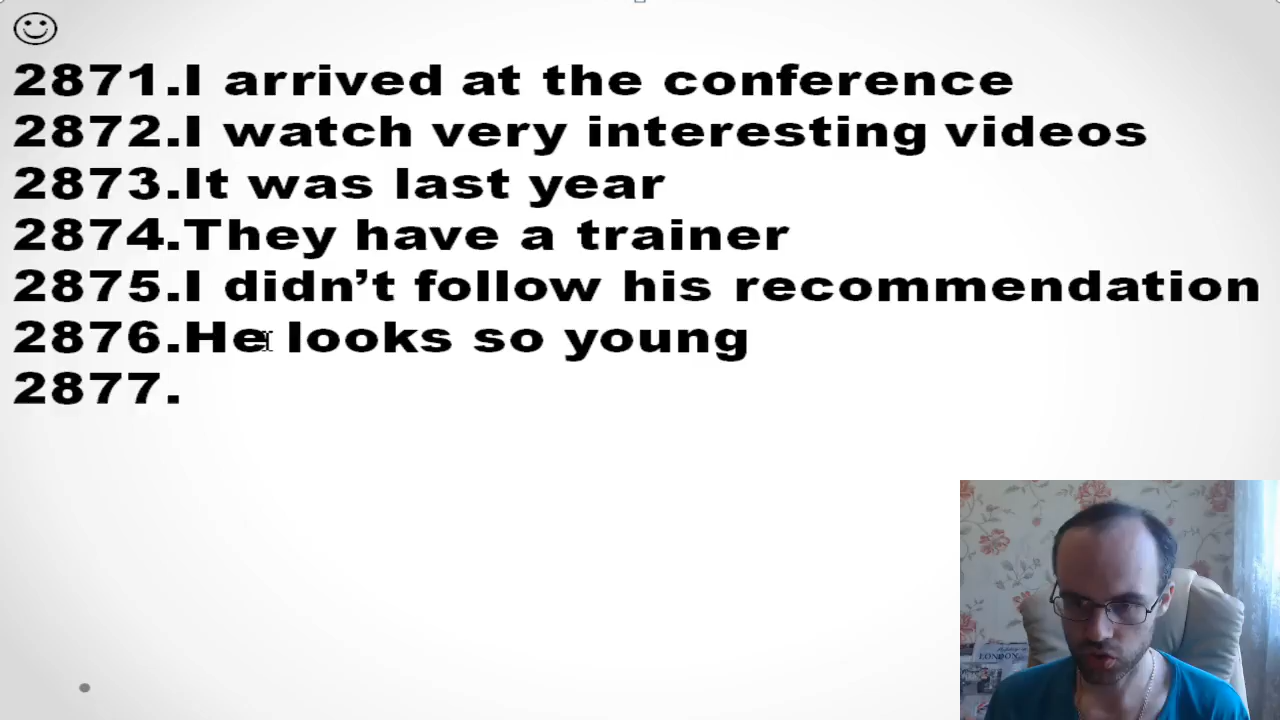 2871.I arrived at the conference
2872.I watch very interesting videos
2873.It was last year
2874.They have a trainer
2875.I didn’t follow his recommendation
2876.He looks so young
2877.
LONDON